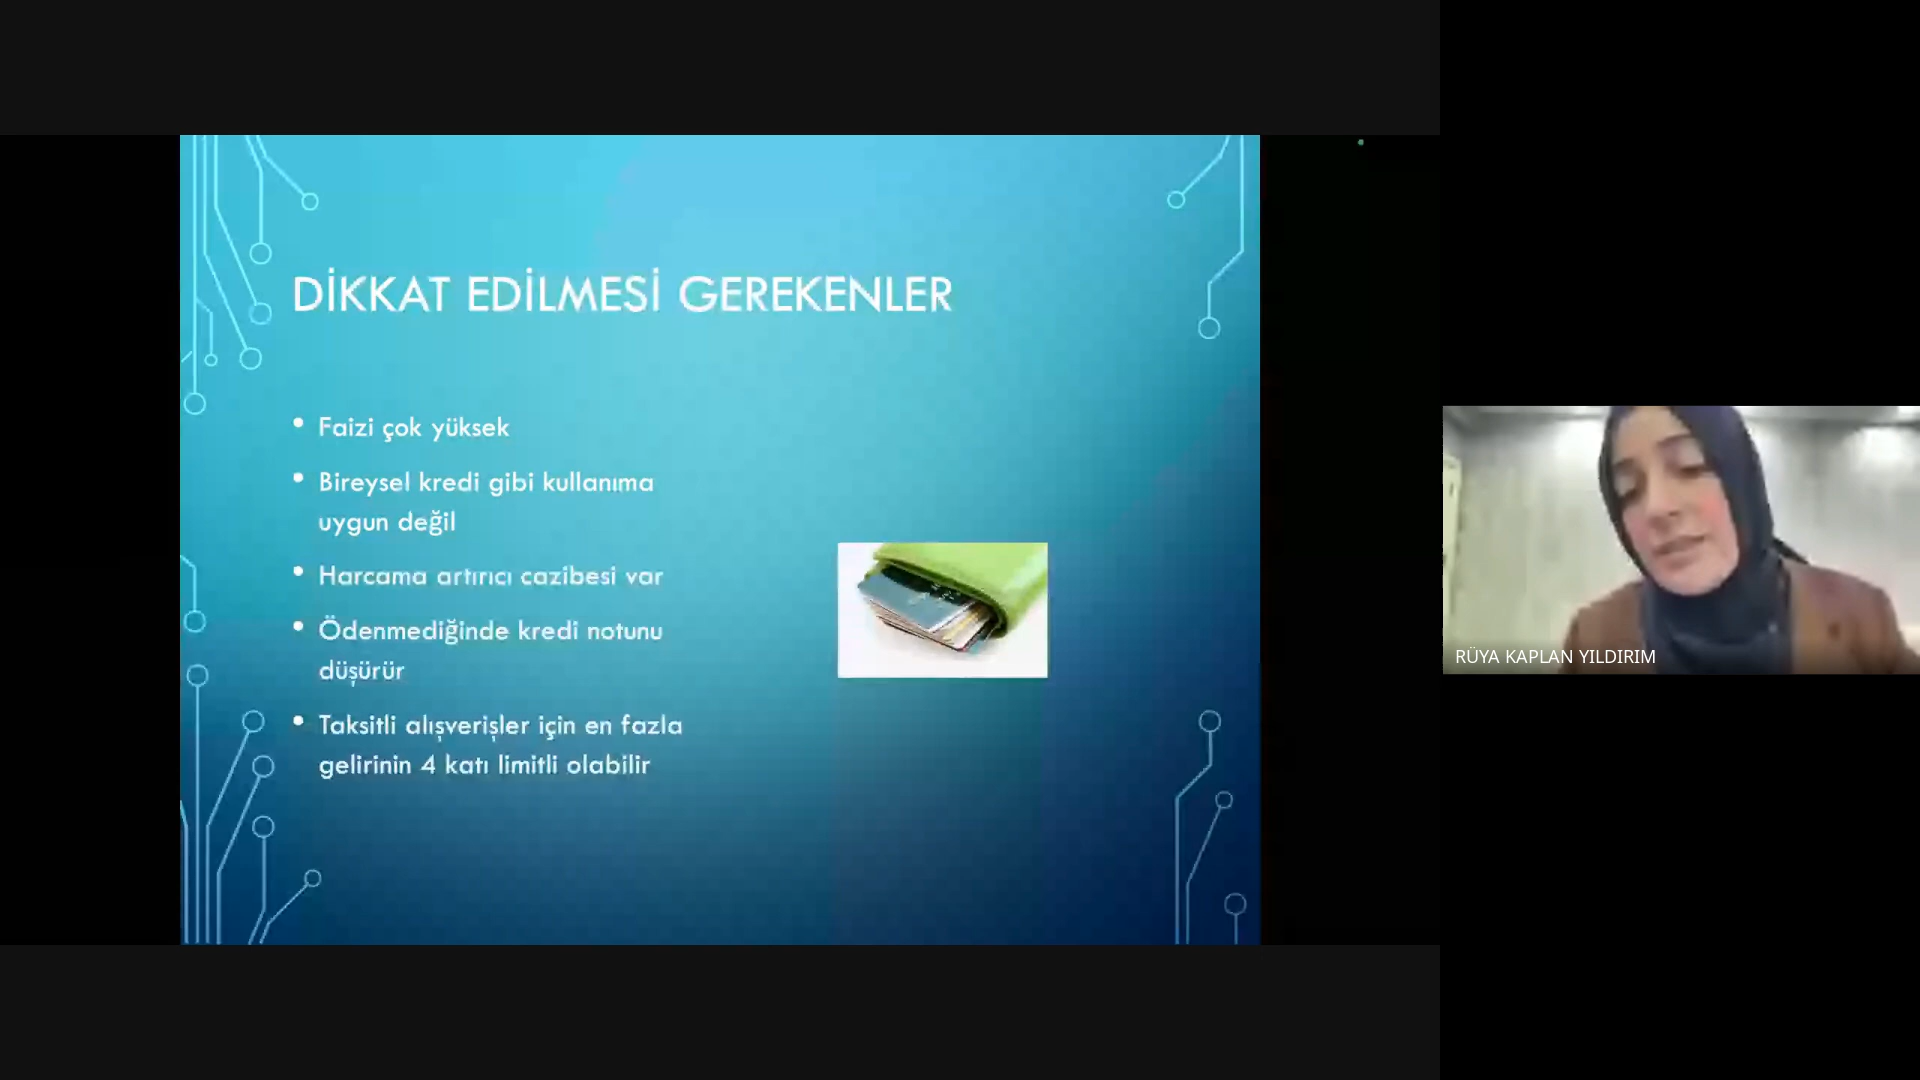 DİKKAT EDİLMESİ GEREKENLER
• Faizi çok yüksek
• Bireysel kredi gibi kullanıma
uygun değil
• Harcama artırıcı cazibesi var
• Ödenmediğinde kredi notunu
düşürür
• Taksitli alışverişler için en fazla
gelirinin 4 katı limitli olabilir
RÜYA KAPLAN YILDIRIM